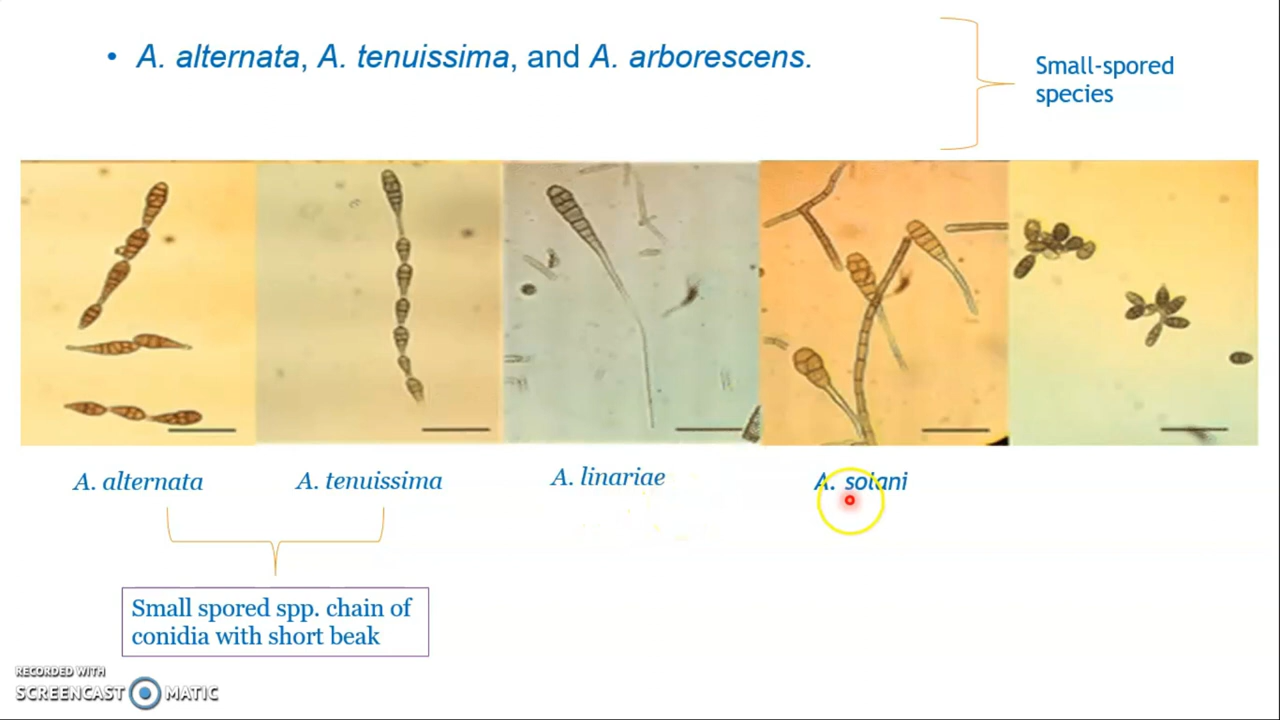 • A. alternata, A. tenuissima, and A. arborescens.
Small-spored
species
A. alternata
A. tenuissima
A. linariae
A. solani
Small spored spp. chain of
conidia with short beak
RECORDED WITH
SCREENCAST MATIC